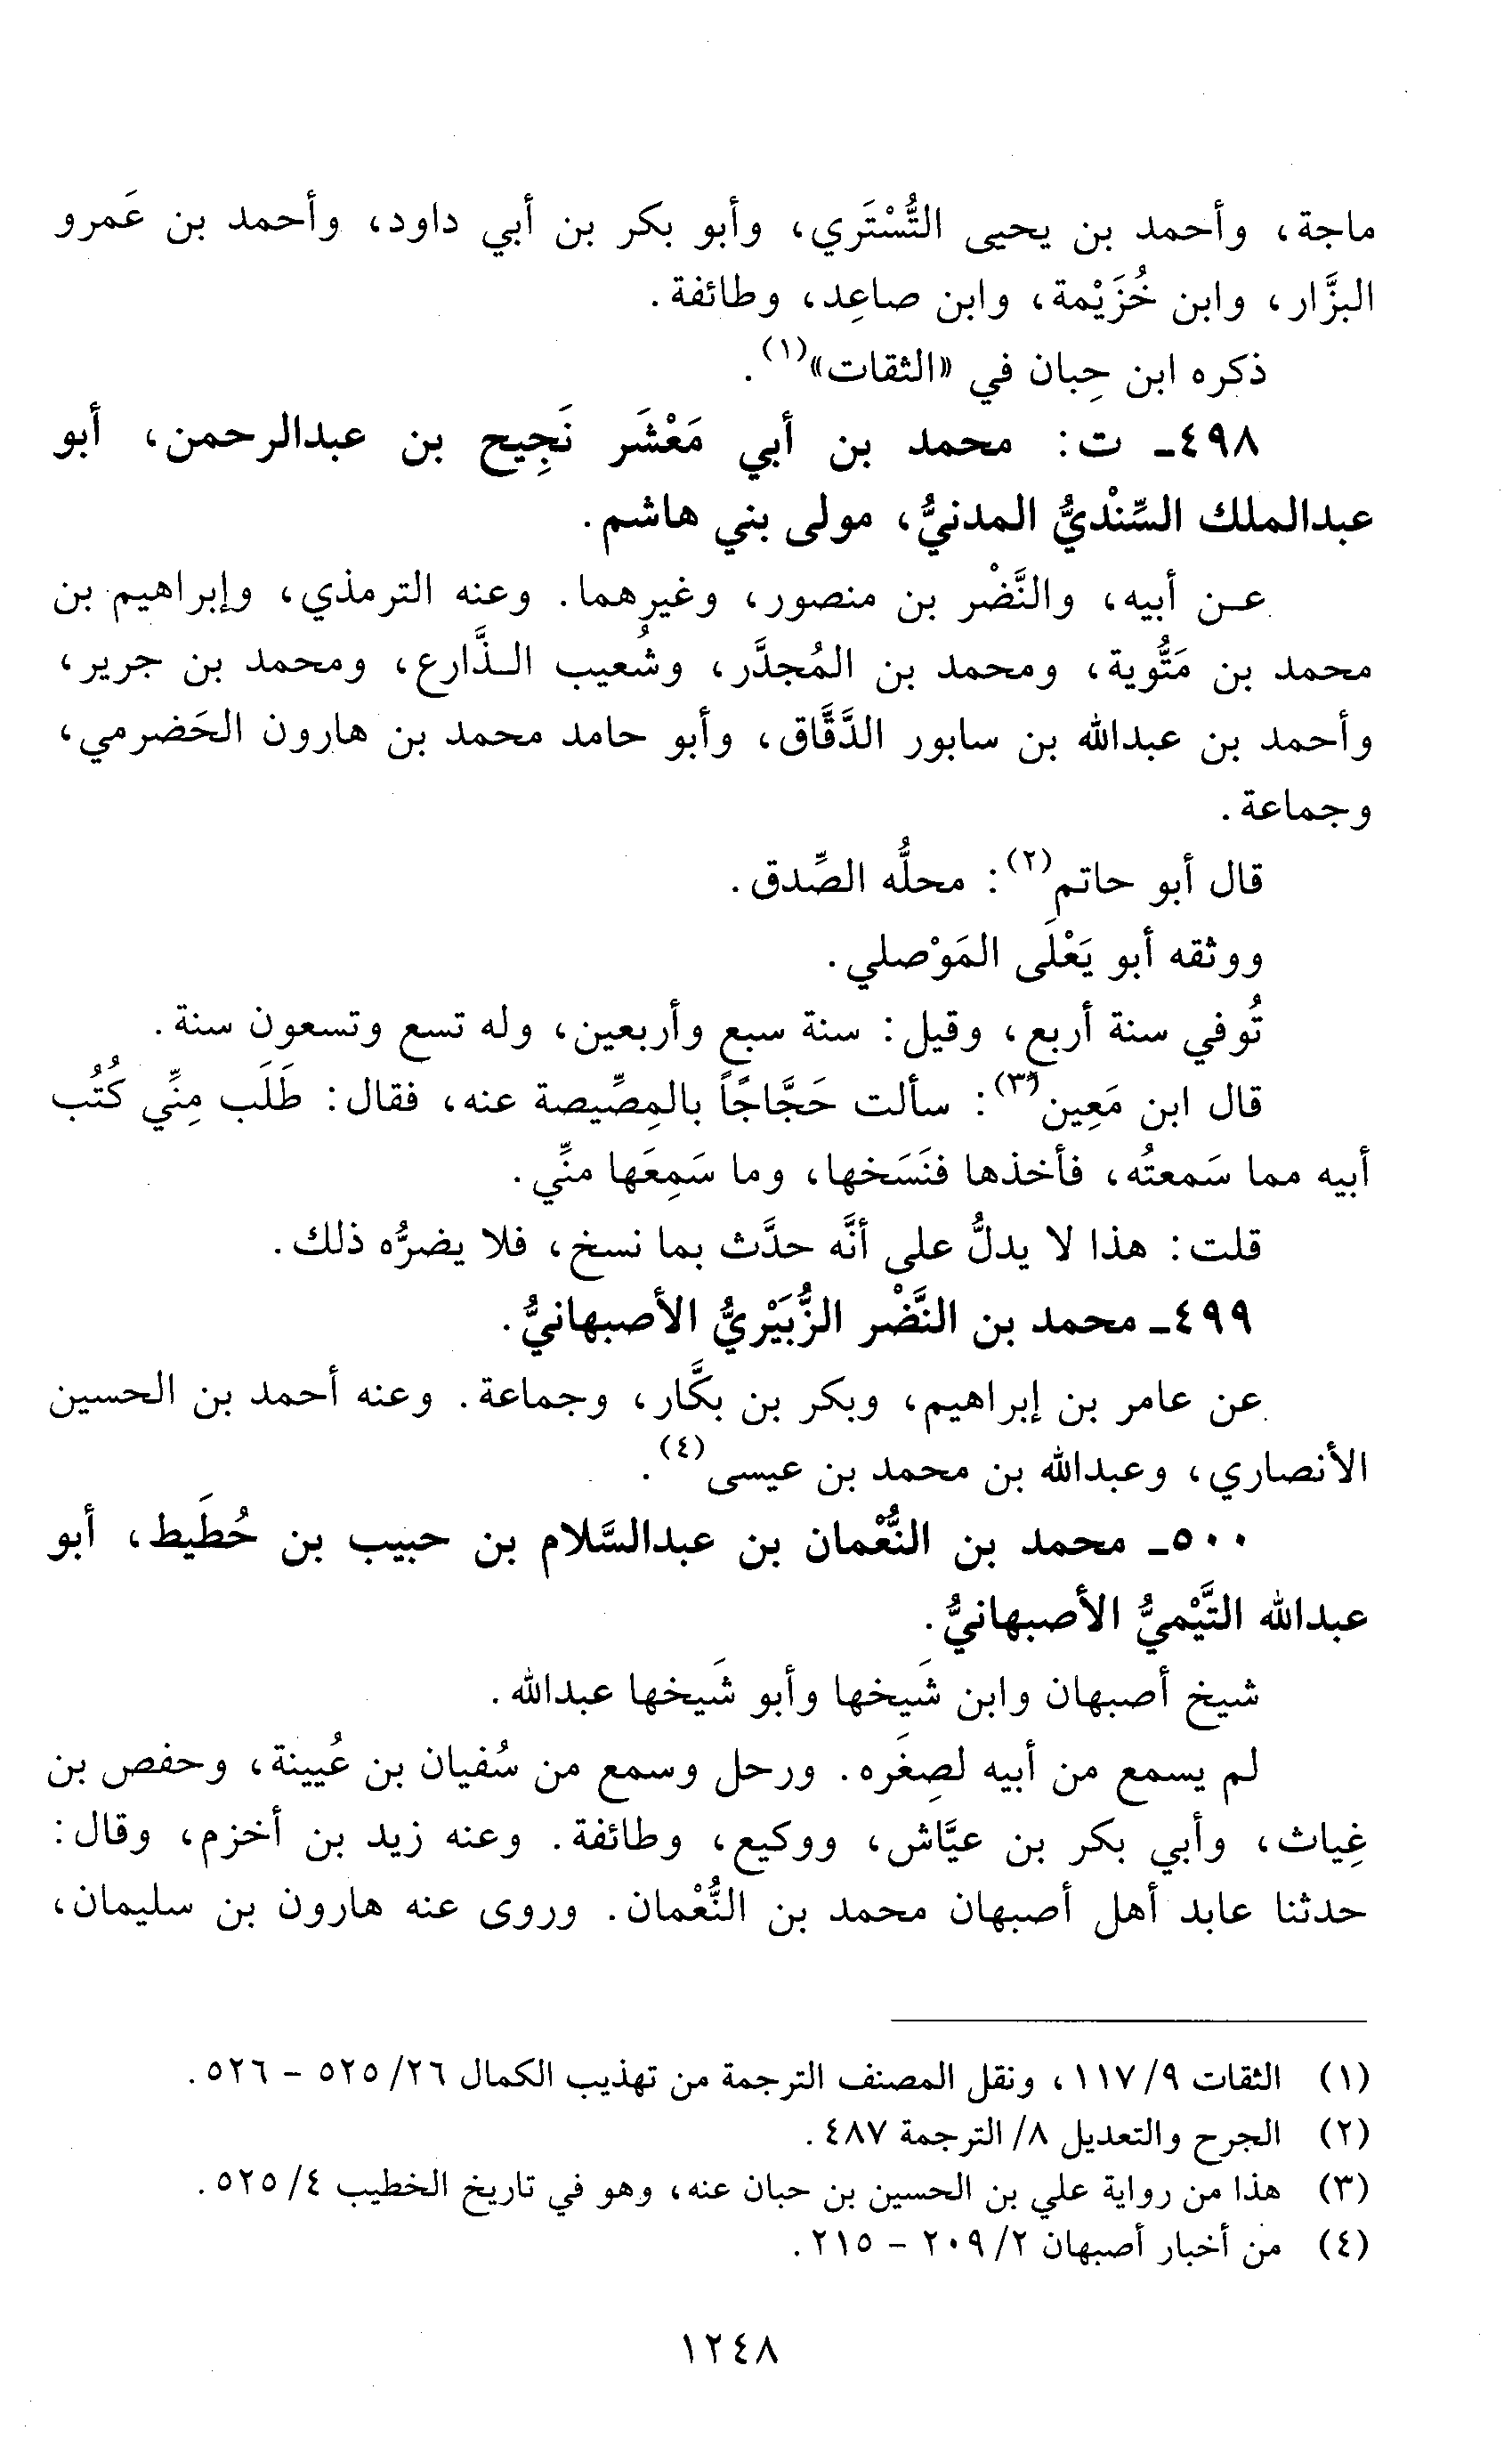 ماجة، وأحمد بن يحيى التُّسْتَري، وأبو بكر بن أبي داود، وأحمد بن عَمرو
البزَّار، وابن خُزَيْمة، وابن صاعِد، وطائفة.
ذكره ابن حِبان في «الثقات»(١).
٤٩٨ـ ت: محمد بن أبي مَعْشَر نَجِيح بن عبدالرحمن، أبو
عبدالملك السِّنْديُّ المدنيُّ، مولى بني هاشم.
عـن أبيه، والنَّضْر بن منصور، وغيرهما. وعنه الترمذي، وإبراهيم بن
محمد بن مَتُّوية، ومحمد بن المُجدَّر، وشُعيب الـذَّارع، ومحمد بن جرير،
وأحمد بن عبدالله بن سابور الدَّقَّاق، وأبو حامد محمد بن هارون الحَضرمي،
وجماعة.
قال أبو حاتم(٢): محلُّه الصِّدق.
ووثقه أبو يَعْلَى المَوْصلي.
تُوفي سنة أربع، وقيل: سنة سبع وأربعين، وله تسع وتسعون سنة.
قال ابن مَعِين(٣): سألت حَجَّاجًاً بالمِصِّيصة عنه، فقال: طَلَب مِنِّي كُتُب
أبيه مما سَمعتُه، فأخذها فنَسَخها، وما سَمِعَها منِّي.
قلت: هذا لا يدلُّ على أنَّه حدَّث بما نسخ، فلا يضرُّه ذلك.
٤٩٩ـ محمد بن النَّضْر الزُّبَيْريُّ الأصبهانيُّ.
عن عامر بن إبراهيم، وبكر بن بكَّار، وجماعة. وعنه أحمد بن الحسين
الأنصاري، وعبدالله بن محمد بن عيسى(٤).
٥٠٠ـ محمد بن النُّعْمان بن عبدالسَّلام بن حبيب بن حُطَيط، أبو
عبدالله التَّيْميُّ الأصبهانيُّ.
شيخ أصبهان وابن شَيخها وأبو شَيخها عبدالله.
لم يسمع من أبيه لصِغَره. ورحل وسمع من سُفيان بن عُيينة، وحفص بن
غِياث، وأبي بكر بن عيَّاش، ووكيع، وطائفة. وعنه زيد بن أخزم، وقال:
حدثنا عابد أهل أصبهان محمد بن النُّعْمان. وروى عنه هارون بن سليمان،
(١) الثقات ٩/ ١١٧، ونقل المصنف الترجمة من تهذيب الكمال ٢٦/ ٥٢٥ - ٥٢٦.
(٢) الجرح والتعديل ٨/ الترجمة ٤٨٧.
(٣) هذا من رواية علي بن الحسين بن حبان عنه، وهو في تاريخ الخطيب ٤/ ٥٢٥.
(٤) من أخبار أصبهان ٢/ ٢٠٩ - ٢١٥.
١٢٤٨